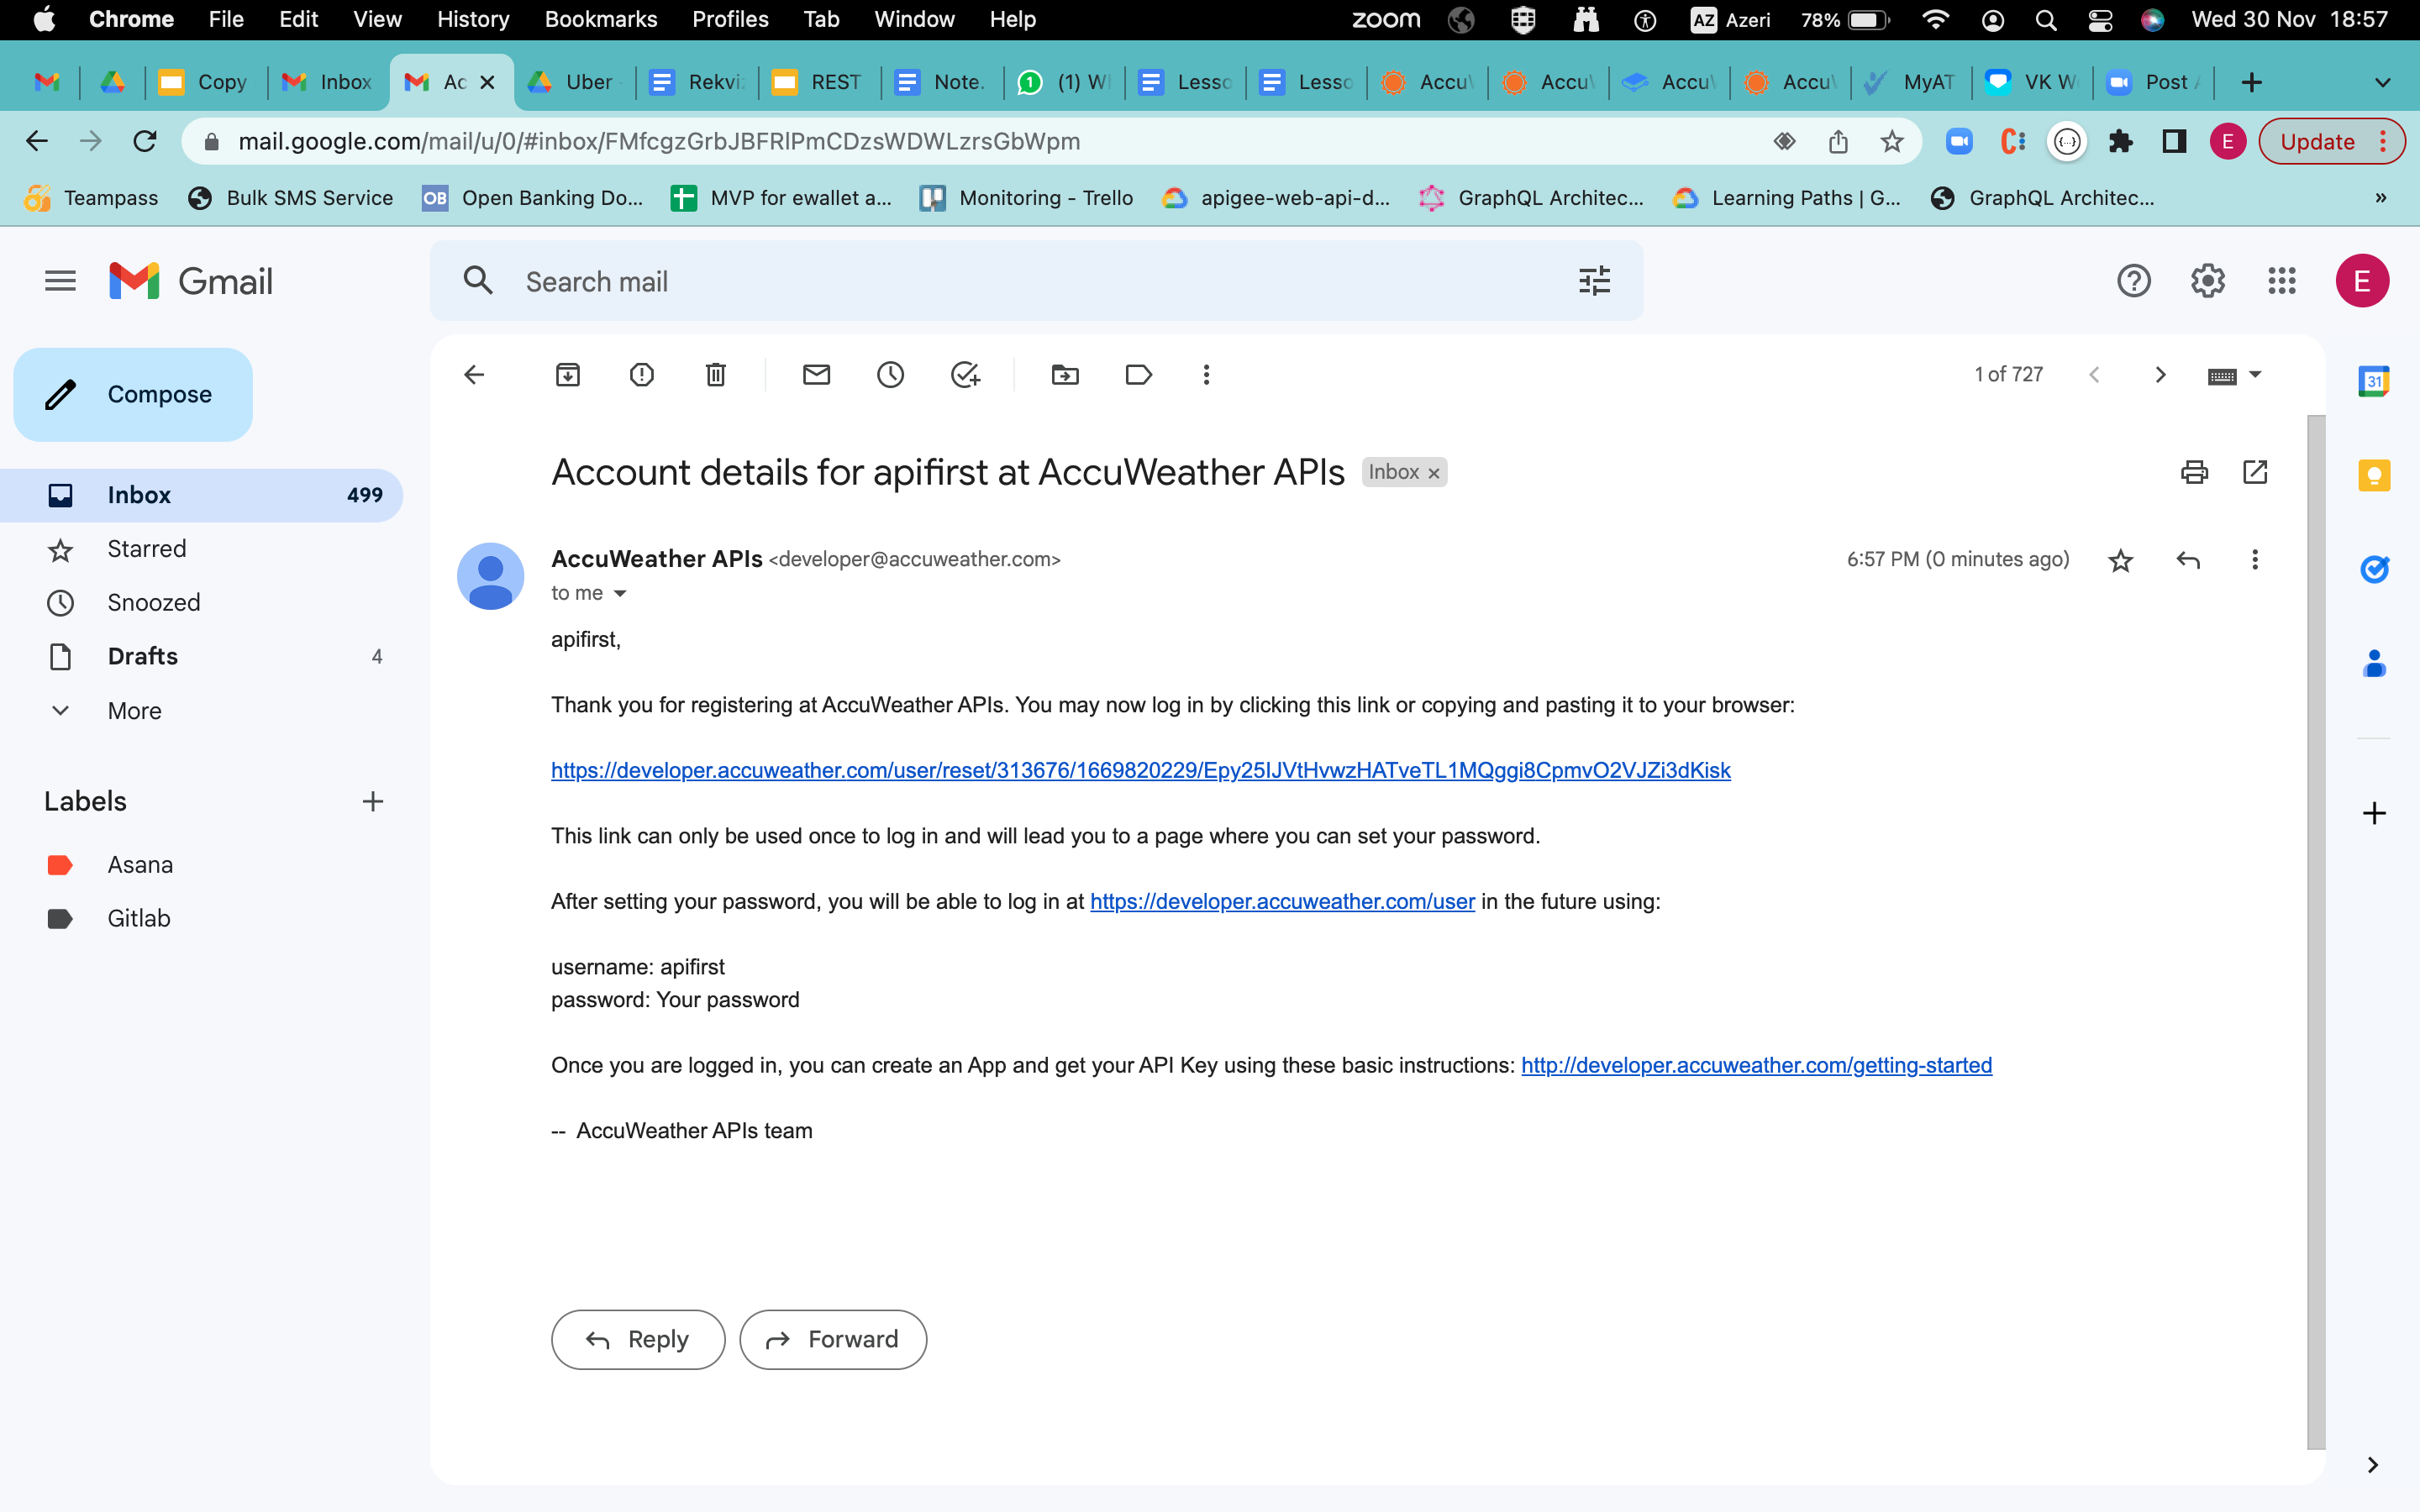 Chrome File Edit View History Bookmarks Profiles Tab Window Help zoom AZ Azeri 78% Wed 30 Nov 18:57
Copy Inbox Ac Uber Rekvi REST Note. (1) W Lesso Lesso Accu Accu Accu Accu MyAT VK W Post
mail.google.com/mail/u/0/#inbox/FMfcgzGrbJBFRlPmCDzsWDWLzrsGbWpm E Update
Teampass Bulk SMS Service OB Open Banking Do... MVP for ewallet a... Monitoring - Trello apigee-web-api-d... GraphQL Architec... Learning Paths | G... GraphQL Architec... »
Gmail Search mail E
Compose
1 of 727
31
Inbox 499
Starred
Snoozed
Drafts 4
More
Labels
Asana
Gitlab
Account details for apifirst at AccuWeather APIs Inbox
AccuWeather APIs <developer@accuweather.com> 6:57 PM (0 minutes ago)
to me
apifirst,
Thank you for registering at AccuWeather APIs. You may now log in by clicking this link or copying and pasting it to your browser:
https://developer.accuweather.com/user/reset/313676/1669820229/Epy25IJVtHvwzHATveTL1MQggi8CpmvO2VJZi3dKisk
This link can only be used once to log in and will lead you to a page where you can set your password.
After setting your password, you will be able to log in at https://developer.accuweather.com/user in the future using:
username: apifirst
password: Your password
Once you are logged in, you can create an App and get your API Key using these basic instructions: http://developer.accuweather.com/getting-started
-- AccuWeather APIs team
Reply Forward